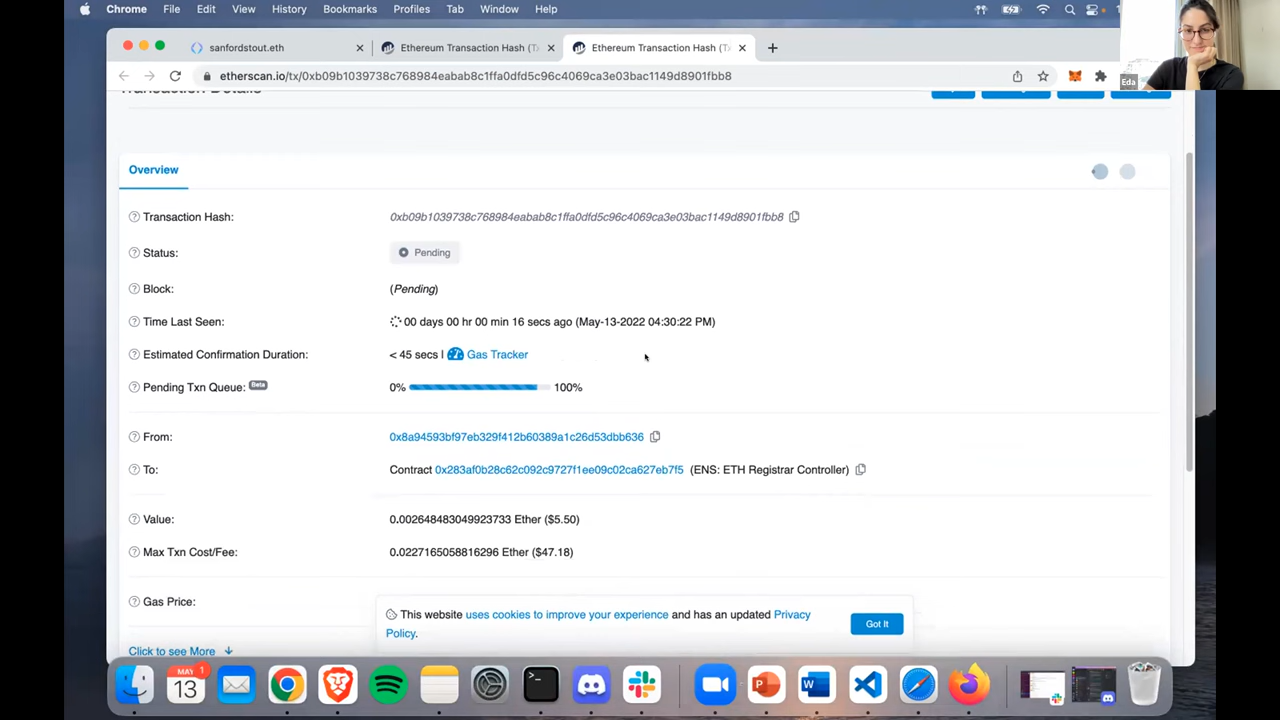 Chrome File Edit View History Bookmarks Profiles Tab Window Help
sanfordstout.eth
Ethereum Transaction Hash (T
Ethereum Transaction Hash (T
etherscan.io/tx/0xb09b1039738c768984eabab8c1ffa0dfd5c96c4069ca3e03bac1149d8901fbb8
Eda
Transaction Details
Overview
Transaction Hash: 0xb09b1039738c768984eabab8c1ffa0dfd5c96c4069ca3e03bac1149d8901fbb8
Status: Pending
Block: (Pending)
Time Last Seen: 00 days 00 hr 00 min 16 secs ago (May-13-2022 04:30:22 PM)
Estimated Confirmation Duration: < 45 secs | Gas Tracker
Pending Txn Queue: Beta 0% 100%
From: 0x8a94593bf97eb329f412b60389a1c26d53dbb636
To: Contract 0x283af0b28c62c092c9727f1ee09c02ca627eb7f5 (ENS: ETH Registrar Controller)
Value: 0.002648483049923733 Ether ($5.50)
Max Txn Cost/Fee: 0.0227165058816296 Ether ($47.18)
Gas Price:
This website uses cookies to improve your experience and has an updated Privacy
Policy.
Got It
Click to see More
MAY
13
1